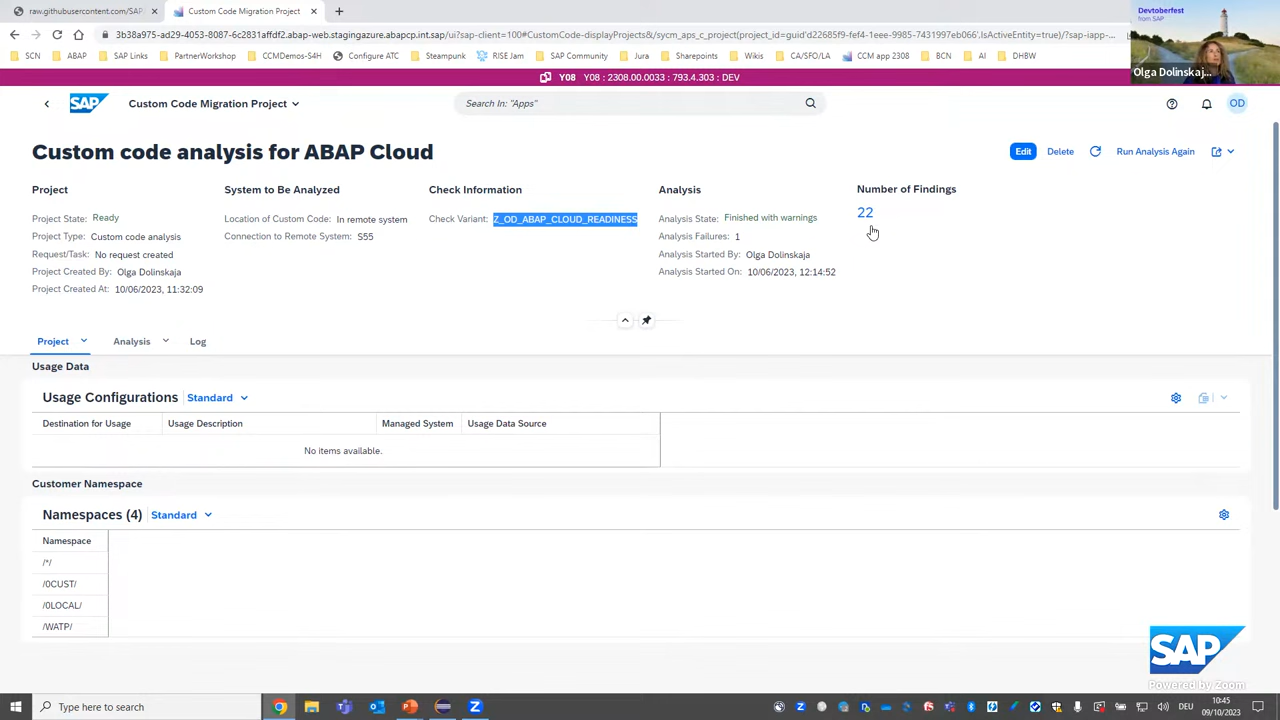 raw.githubusercontent.com/SAP/
Custom Code Migration Project
Devtoberfest
from SAP
3b38a975-ad29-4053-8087-6c2831affdf2.abap-web.stagingazure.abapcp.int.sap/ui?sap-client=100#CustomCode-displayProjects&/sycm_aps_c_project(project_id=guid'd22685f9-fef4-1eee-9985-7431997eb066',IsActiveEntity=true)/?sap-iapp-...
SCN ABAP SAP Links PartnerWorkshop CCMDemos-S4H Configure ATC Steampunk RISE Jam SAP Community Jura Sharepoints Wikis CA/SFO/LA CCM app 2308 BCN AI DHBW
Olga Dolinskaj...
Y08 Y08 : 2308.00.0033 : 793.4.303 : DEV
SAP Custom Code Migration Project Search In: "Apps" OD
Custom code analysis for ABAP Cloud
Edit Delete Run Analysis Again
Project System to Be Analyzed Check Information Analysis Number of Findings
Project State: Ready Location of Custom Code: In remote system Check Variant: Z_OD_ABAP_CLOUD_READINESS Analysis State: Finished with warnings 22
Project Type: Custom code analysis Connection to Remote System: S55 Analysis Failures: 1
Request/Task: No request created Analysis Started By: Olga Dolinskaja
Project Created By: Olga Dolinskaja Analysis Started On: 10/06/2023, 12:14:52
Project Created At: 10/06/2023, 11:32:09
Project Analysis Log
Usage Data
Usage Configurations Standard
Destination for Usage Usage Description Managed System Usage Data Source
No items available.
Customer Namespace
Namespaces (4) Standard
Namespace
/*/
/0CUST/
/0LOCAL/
/WATP/
SAP
Powered by Zoom
Type here to search
DEU
10:45
09/10/2023